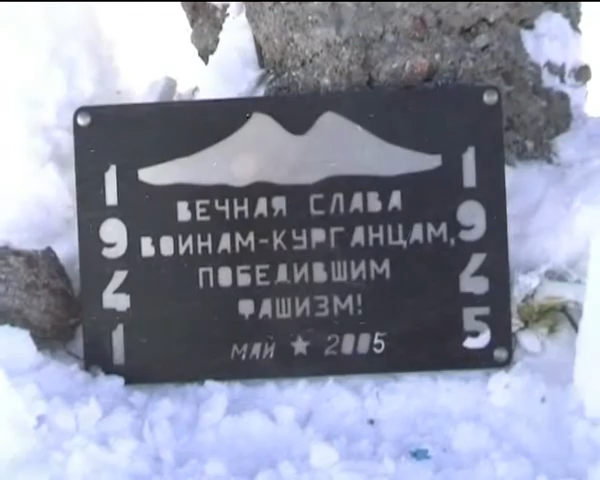 1941
1945
ВЕЧНАЯ СЛАВА
ВОИНАМ-КУРГАНЦАМ,
ПОБЕДИВШИМ
ФАШИЗМ!
МАЙ ★ 2005